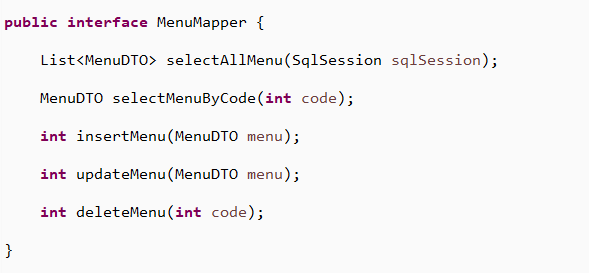 public interface MenuMapper {
List<MenuDTO> selectAllMenu(SqlSession sqlSession);
MenuDTO selectMenuByCode(int code);
int insertMenu(MenuDTO menu);
int updateMenu(MenuDTO menu);
int deleteMenu(int code);
}